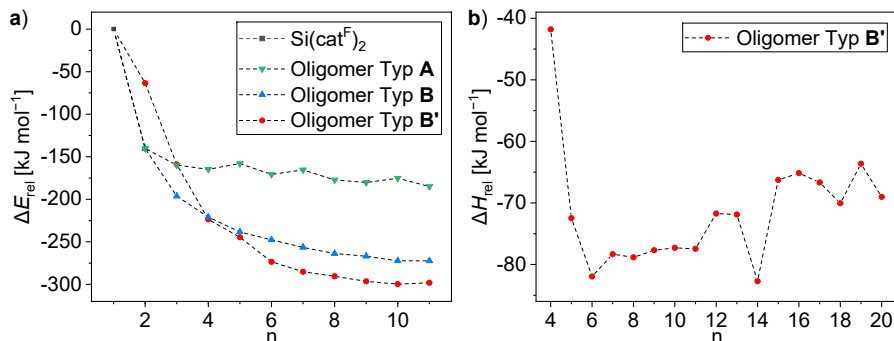 a)
ΔE_rel [kJ mol⁻¹]
0
-50
-100
-150
-200
-250
-300
2 4 6 8 10
n
Si(catᶠ)₂
Oligomer Typ A
Oligomer Typ B
Oligomer Typ B'
b)
ΔH_rel [kJ mol⁻¹]
-40
-50
-60
-70
-80
4 6 8 10 12 14 16 18 20
n
Oligomer Typ B'